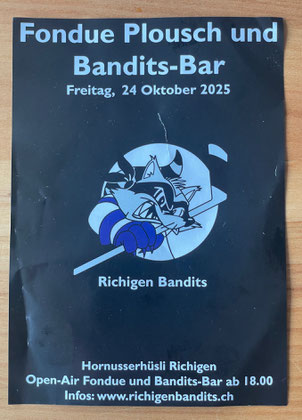 Fondue Plousch und
Bandits-Bar
Freitag, 24 Oktober 2025
Richigen Bandits
Hornusserhüsli Richigen
Open-Air Fondue und Bandits-Bar ab 18.00
Infos: www.richigenbandits.ch